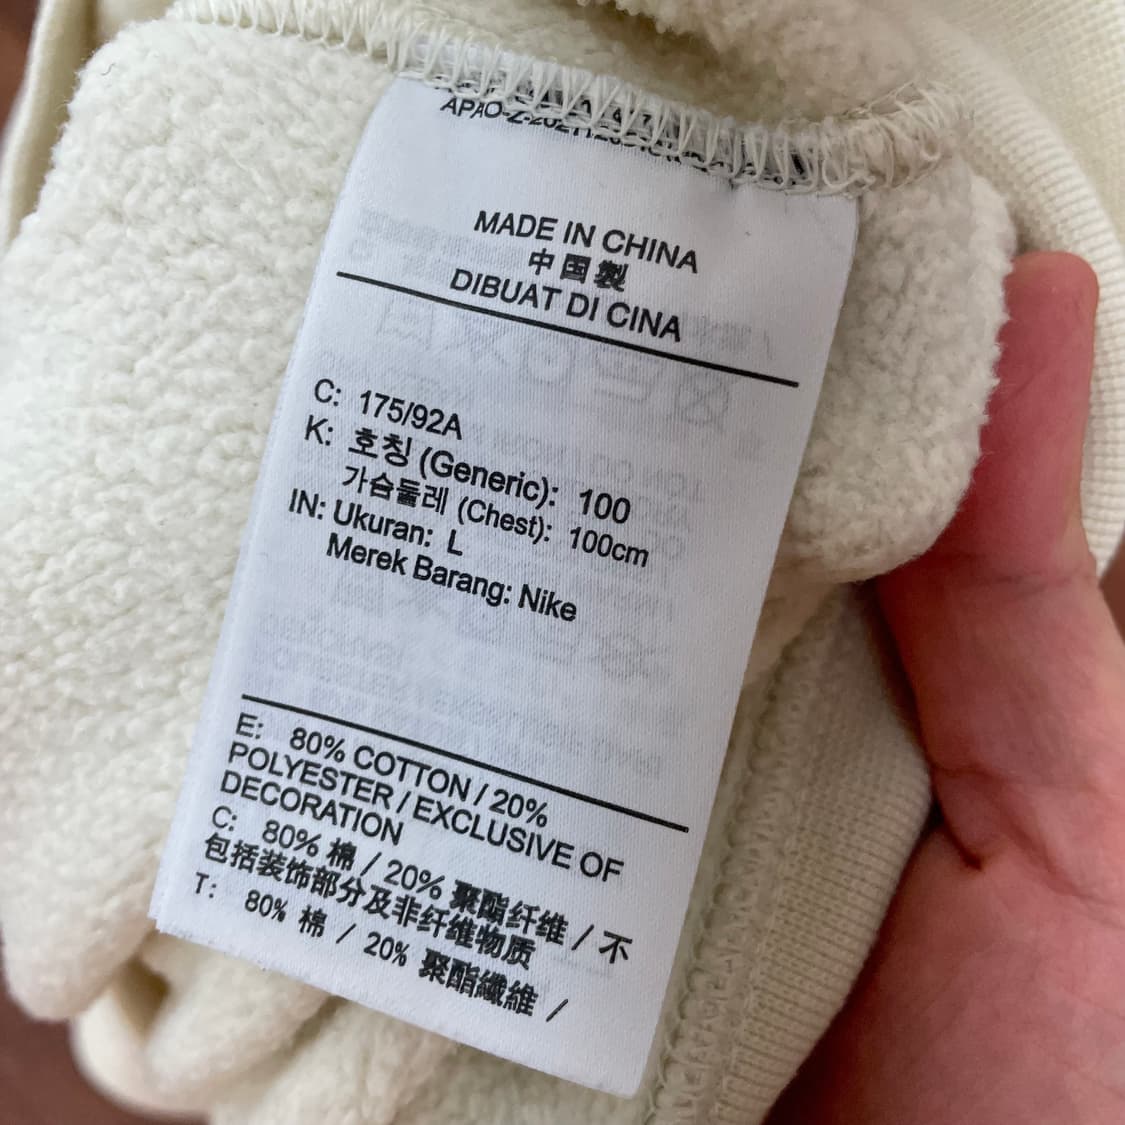 MADE IN CHINA
中国製
DIBUAT DI CINA
C: 175/92A
K: 호칭 (Generic): 100
가슴둘레 (Chest): 100cm
IN: Ukuran: L
Merek Barang: Nike
E: 80% COTTON / 20%
POLYESTER / EXCLUSIVE OF
DECORATION
C: 80% 棉 / 20% 聚酯纤维 / 不
包括装饰部分及非纤维物质
T: 80% 棉 / 20% 聚酯纖維 /